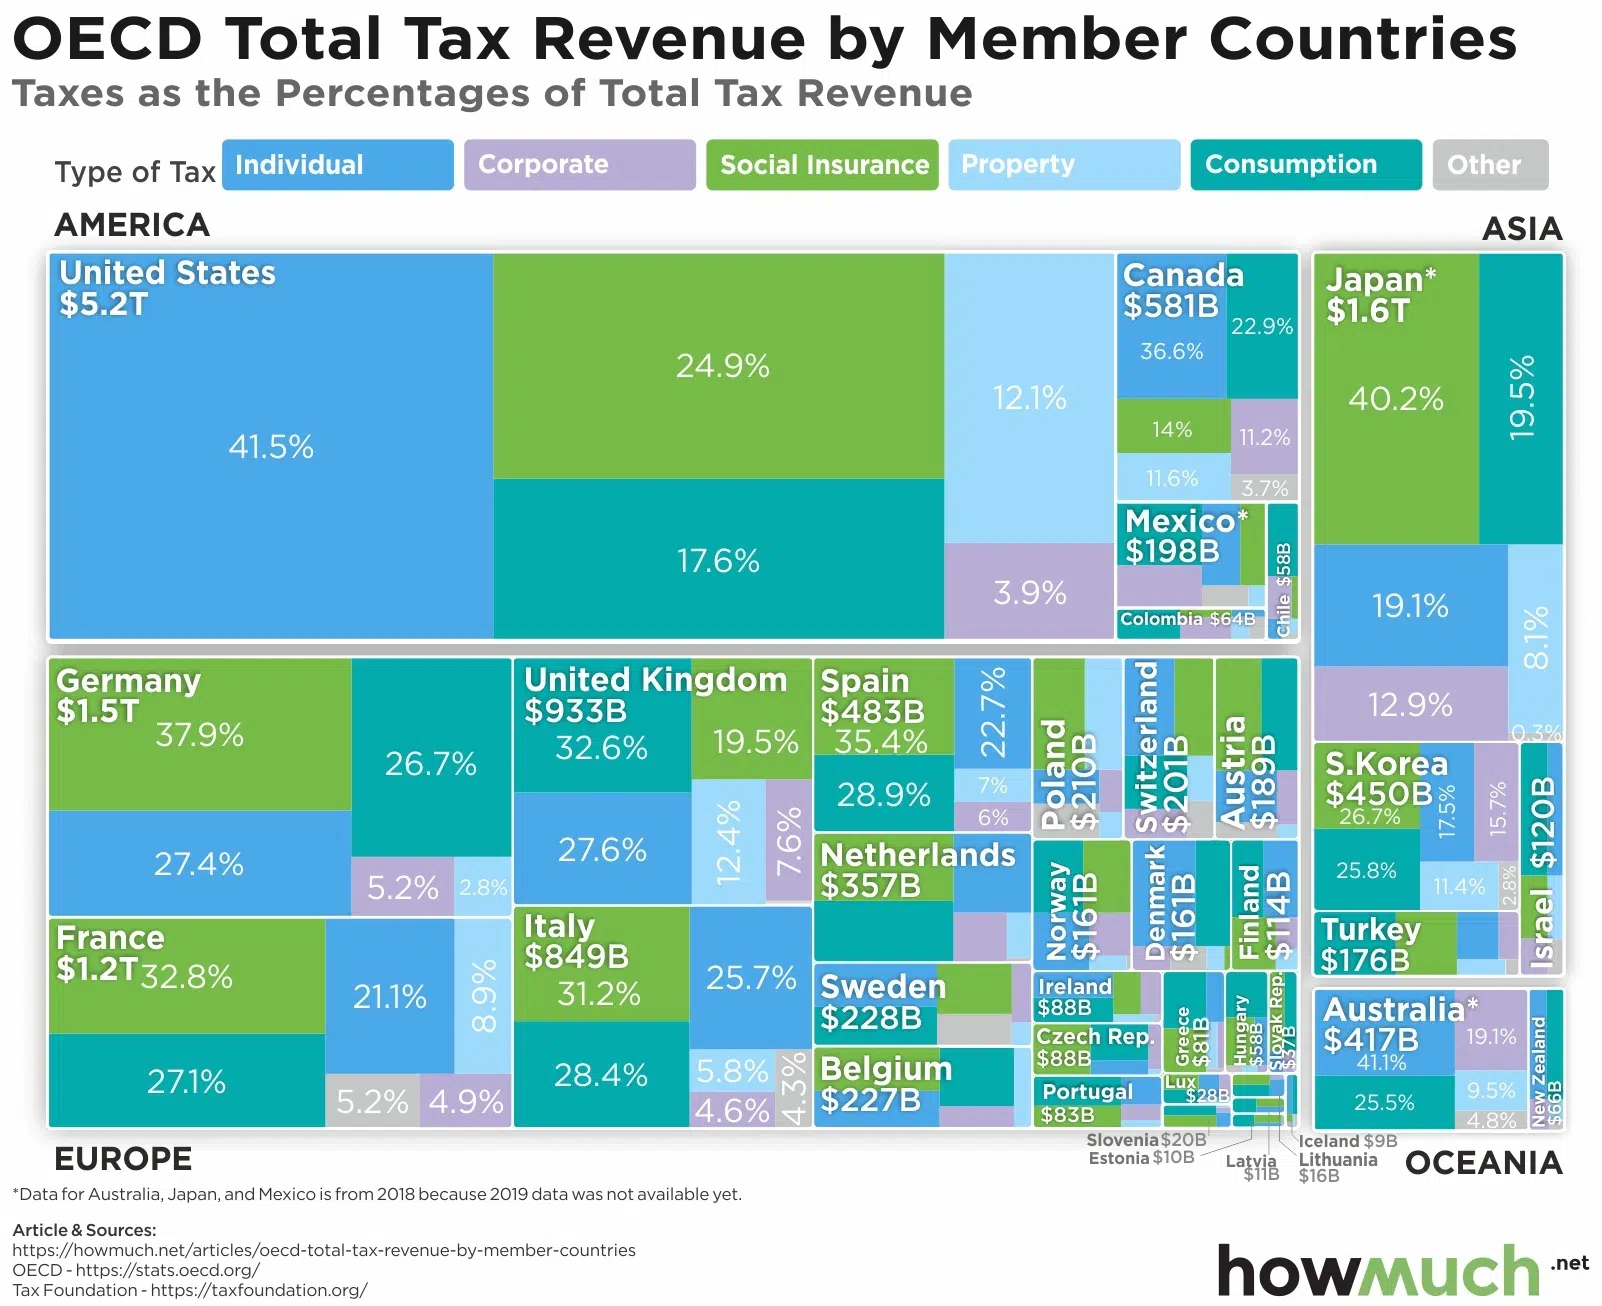 OECD Total Tax Revenue by Member Countries
Taxes as the Percentages of Total Tax Revenue
Type of Tax
Individual
Corporate
Social Insurance
Property
Consumption
Other
AMERICA
United States
$5.2T
41.5%
24.9%
17.6%
12.1%
3.9%
Canada
$581B
36.6%
22.9%
14%
11.2%
11.6%
3.7%
Mexico*
$198B
Colombia $64B
Chile $58B
ASIA
Japan*
$1.6T
40.2%
19.5%
19.1%
8.1%
12.9%
0.3%
S.Korea
$450B
26.7%
17.5%
15.7%
25.8%
11.4%
2.8%
Israel $120B
Turkey
$176B
Germany
$1.5T
37.9%
26.7%
27.4%
5.2%
2.8%
France
$1.2T
32.8%
21.1%
8.9%
27.1%
5.2%
4.9%
United Kingdom
$933B
32.6%
19.5%
27.6%
12.4%
7.6%
Italy
$849B
31.2%
25.7%
28.4%
5.8%
4.6%
4.3%
Spain
$483B
35.4%
22.7%
28.9%
7%
6%
Netherlands
$357B
Sweden
$228B
Belgium
$227B
Poland
$210B
Switzerland
$201B
Austria
$189B
Norway
$161B
Denmark
$161B
Finland
$114B
Ireland
$88B
Czech Rep.
$88B
Portugal
$83B
Greece
$81B
Hungary
$58B
Slovak Rep.
$37B
Lux
$28B
Slovenia $20B
Estonia $10B
Latvia
$11B
Iceland $9B
Lithuania
$16B
EUROPE
Australia*
$417B
41.1%
19.1%
25.5%
9.5%
4.8%
New Zealand
$66B
OCEANIA
*Data for Australia, Japan, and Mexico is from 2018 because 2019 data was not available yet.
Article & Sources:
https://howmuch.net/articles/oecd-total-tax-revenue-by-member-countries
OECD - https://stats.oecd.org/
Tax Foundation - https://taxfoundation.org/
howmuch.net